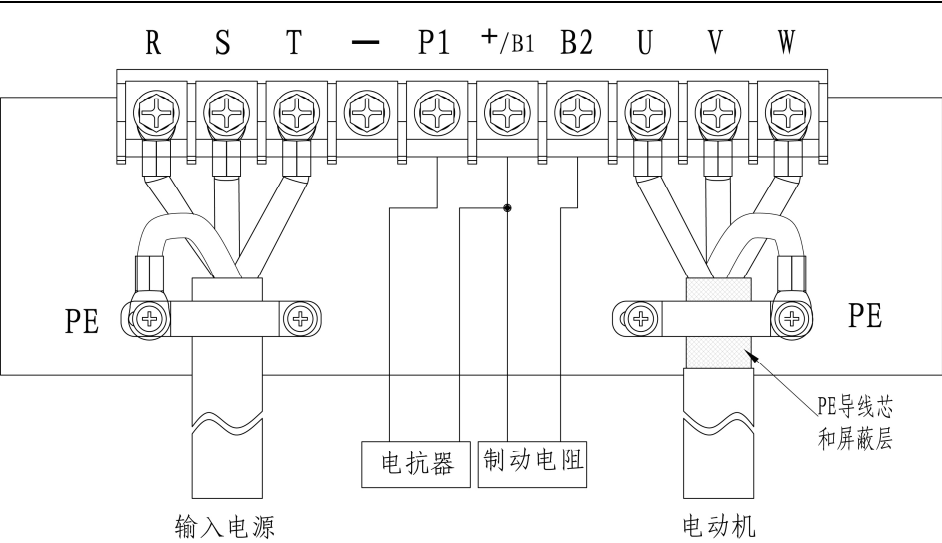 R S T — P1 +/B1 B2 U V W
PE
PE
PE导线芯
和屏蔽层
电抗器
制动电阻
输入电源
电动机